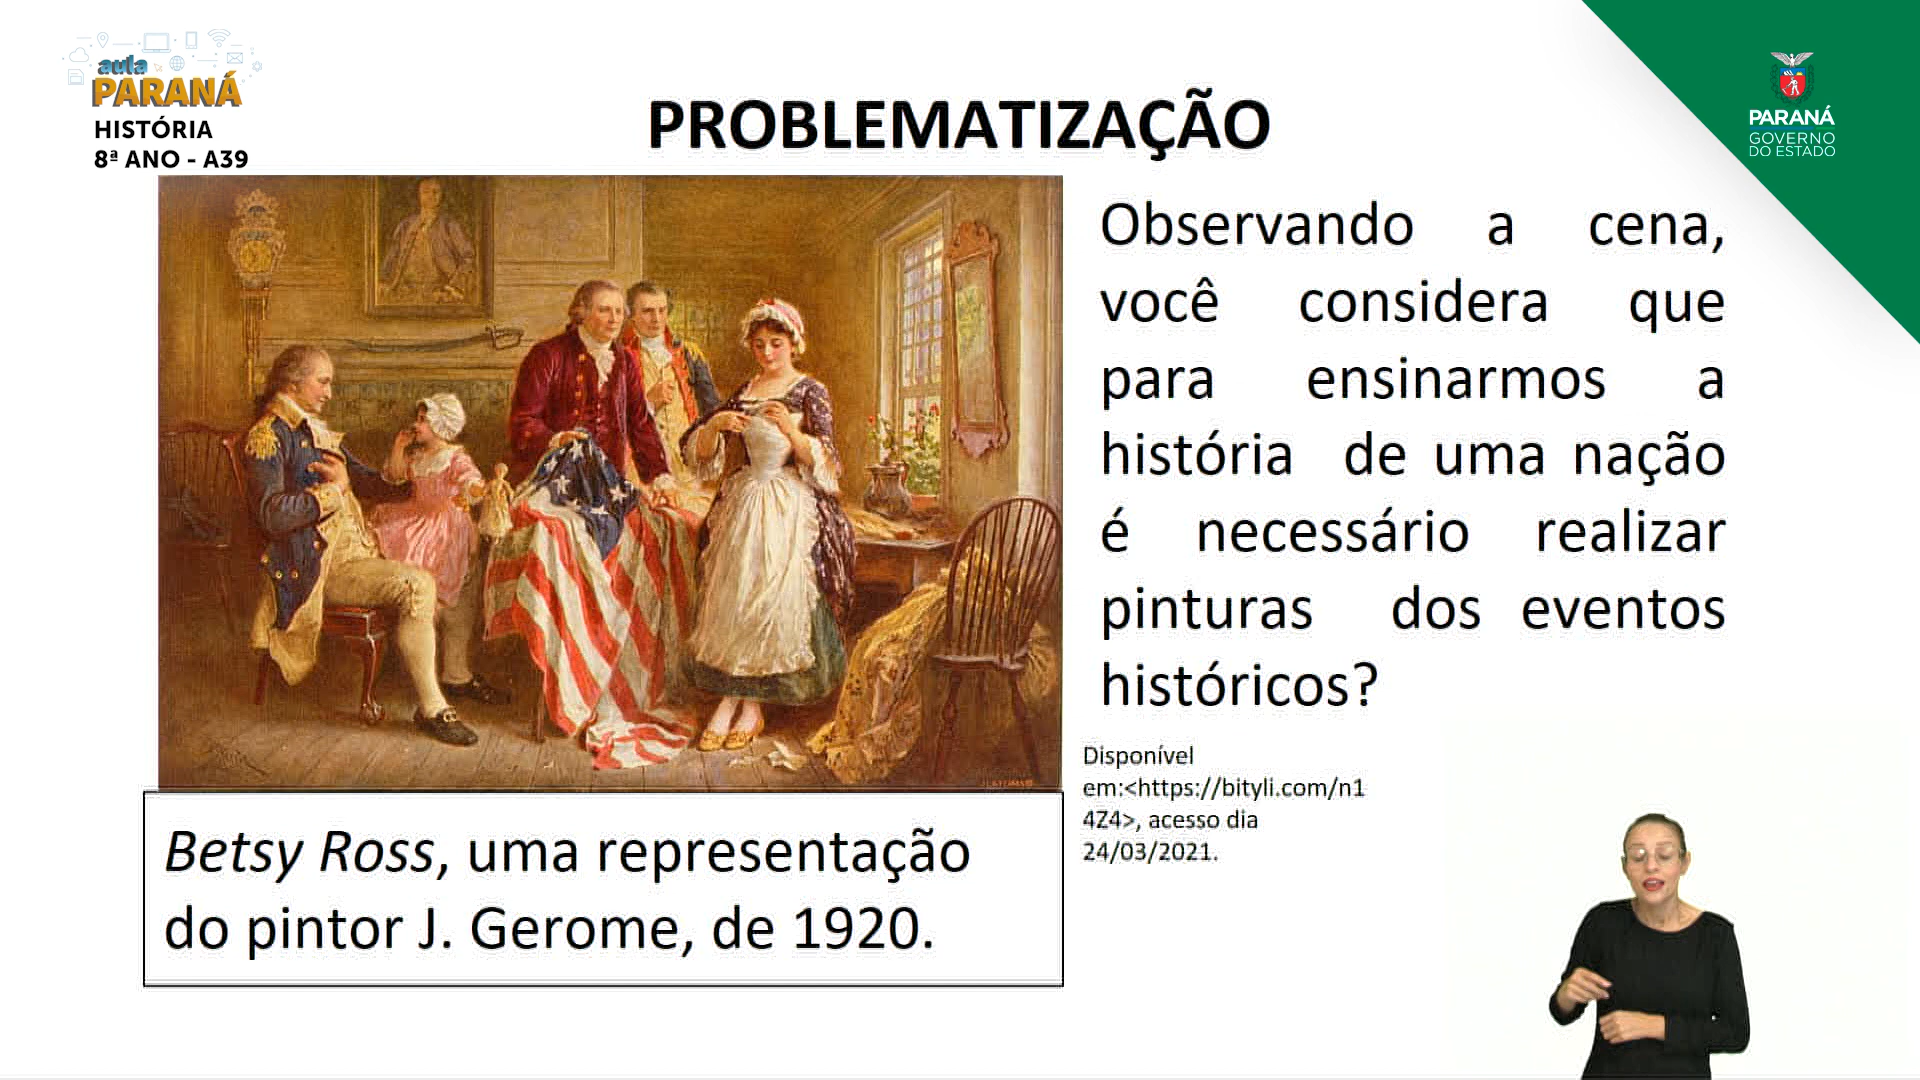 aula
PARANÁ
HISTÓRIA
8ª ANO - A39
PROBLEMATIZAÇÃO
PARANÁ
GOVERNO
DO ESTADO
Observando a cena,
você considera que
para ensinarmos a
história de uma nação
é necessário realizar
pinturas dos eventos
históricos?
Disponível
em:<https://bityli.com/n1
4Z4>, acesso dia
24/03/2021.
Betsy Ross, uma representação
do pintor J. Gerome, de 1920.